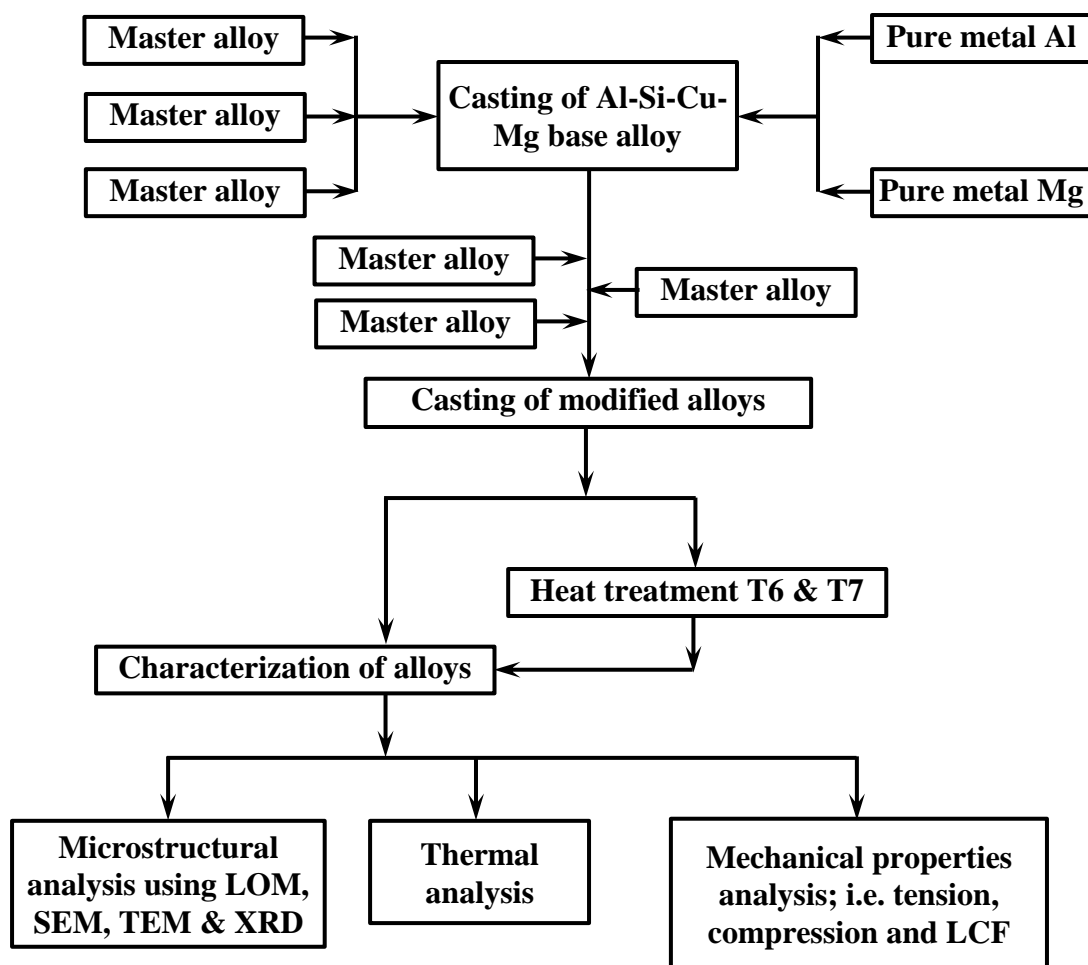 Master alloy
Pure metal Al
Casting of Al-Si-Cu-
Mg base alloy
Master alloy
Master alloy
Pure metal Mg
Master alloy
Master alloy
Master alloy
Casting of modified alloys
Heat treatment T6 & T7
Characterization of alloys
Microstructural
analysis using LOM,
SEM, TEM & XRD
Thermal
analysis
Mechanical properties
analysis; i.e. tension,
compression and LCF